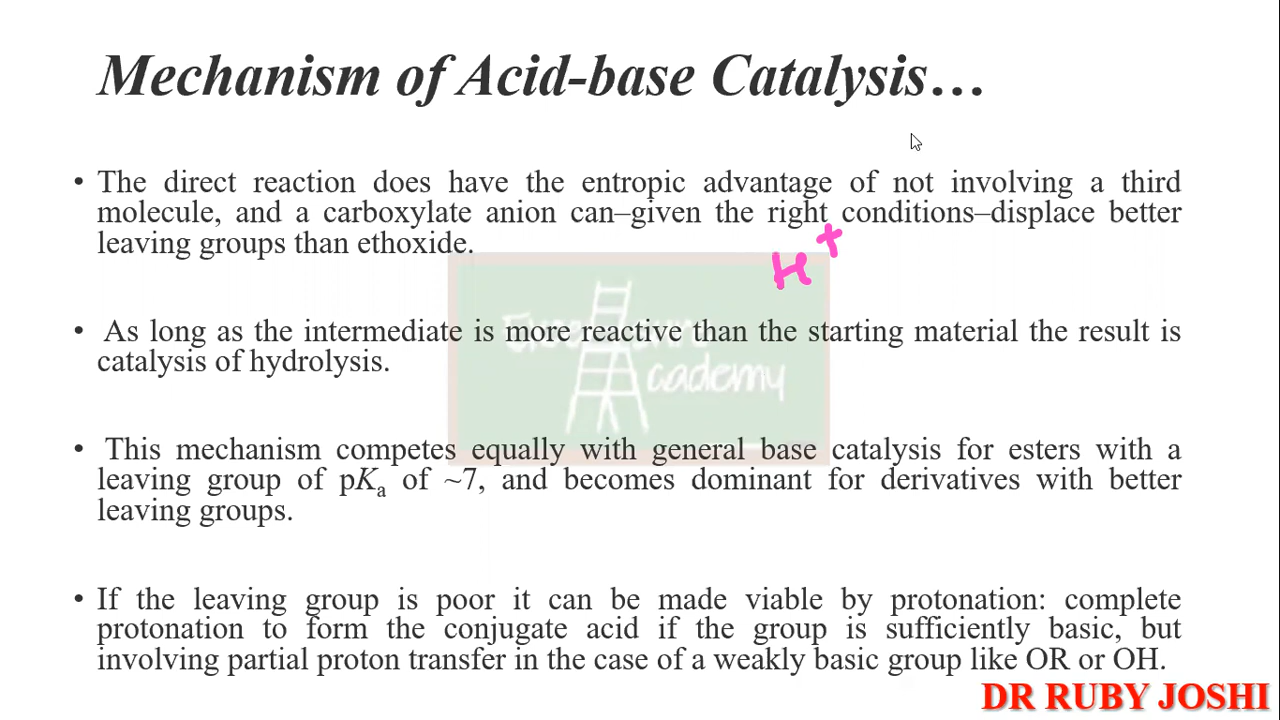 Mechanism of Acid-base Catalysis…
• The direct reaction does have the entropic advantage of not involving a third
molecule, and a carboxylate anion can–given the right conditions–displace better
leaving groups than ethoxide.
H+
• As long as the intermediate is more reactive than the starting material the result is
catalysis of hydrolysis.
cademy
• This mechanism competes equally with general base catalysis for esters with a
leaving group of pKa of ~7, and becomes dominant for derivatives with better
leaving groups.
• If the leaving group is poor it can be made viable by protonation: complete
protonation to form the conjugate acid if the group is sufficiently basic, but
involving partial proton transfer in the case of a weakly basic group like OR or OH.
DR RUBY JOSHI